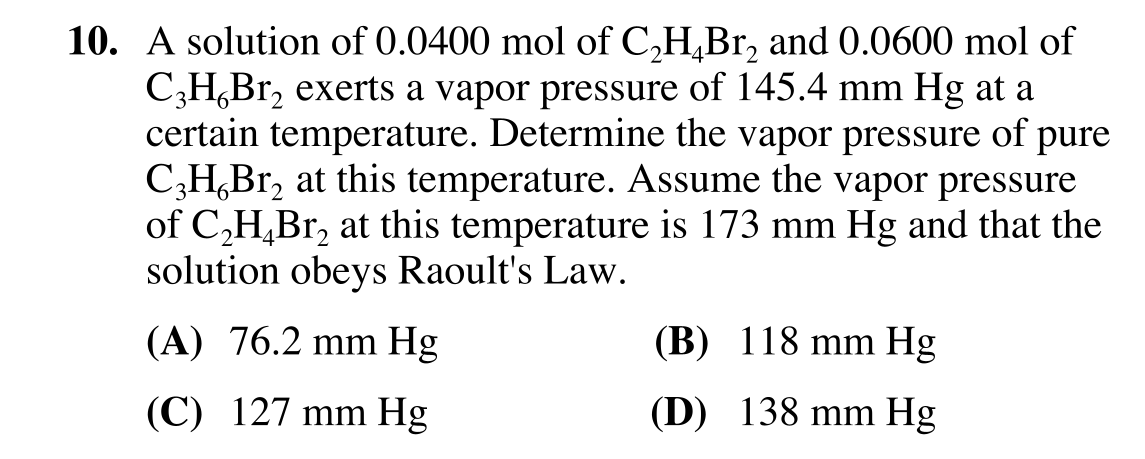 10. A solution of 0.0400 mol of C₂H₄Br₂ and 0.0600 mol of
C₃H₆Br₂ exerts a vapor pressure of 145.4 mm Hg at a
certain temperature. Determine the vapor pressure of pure
C₃H₆Br₂ at this temperature. Assume the vapor pressure
of C₂H₄Br₂ at this temperature is 173 mm Hg and that the
solution obeys Raoult's Law.
(A) 76.2 mm Hg (B) 118 mm Hg
(C) 127 mm Hg (D) 138 mm Hg